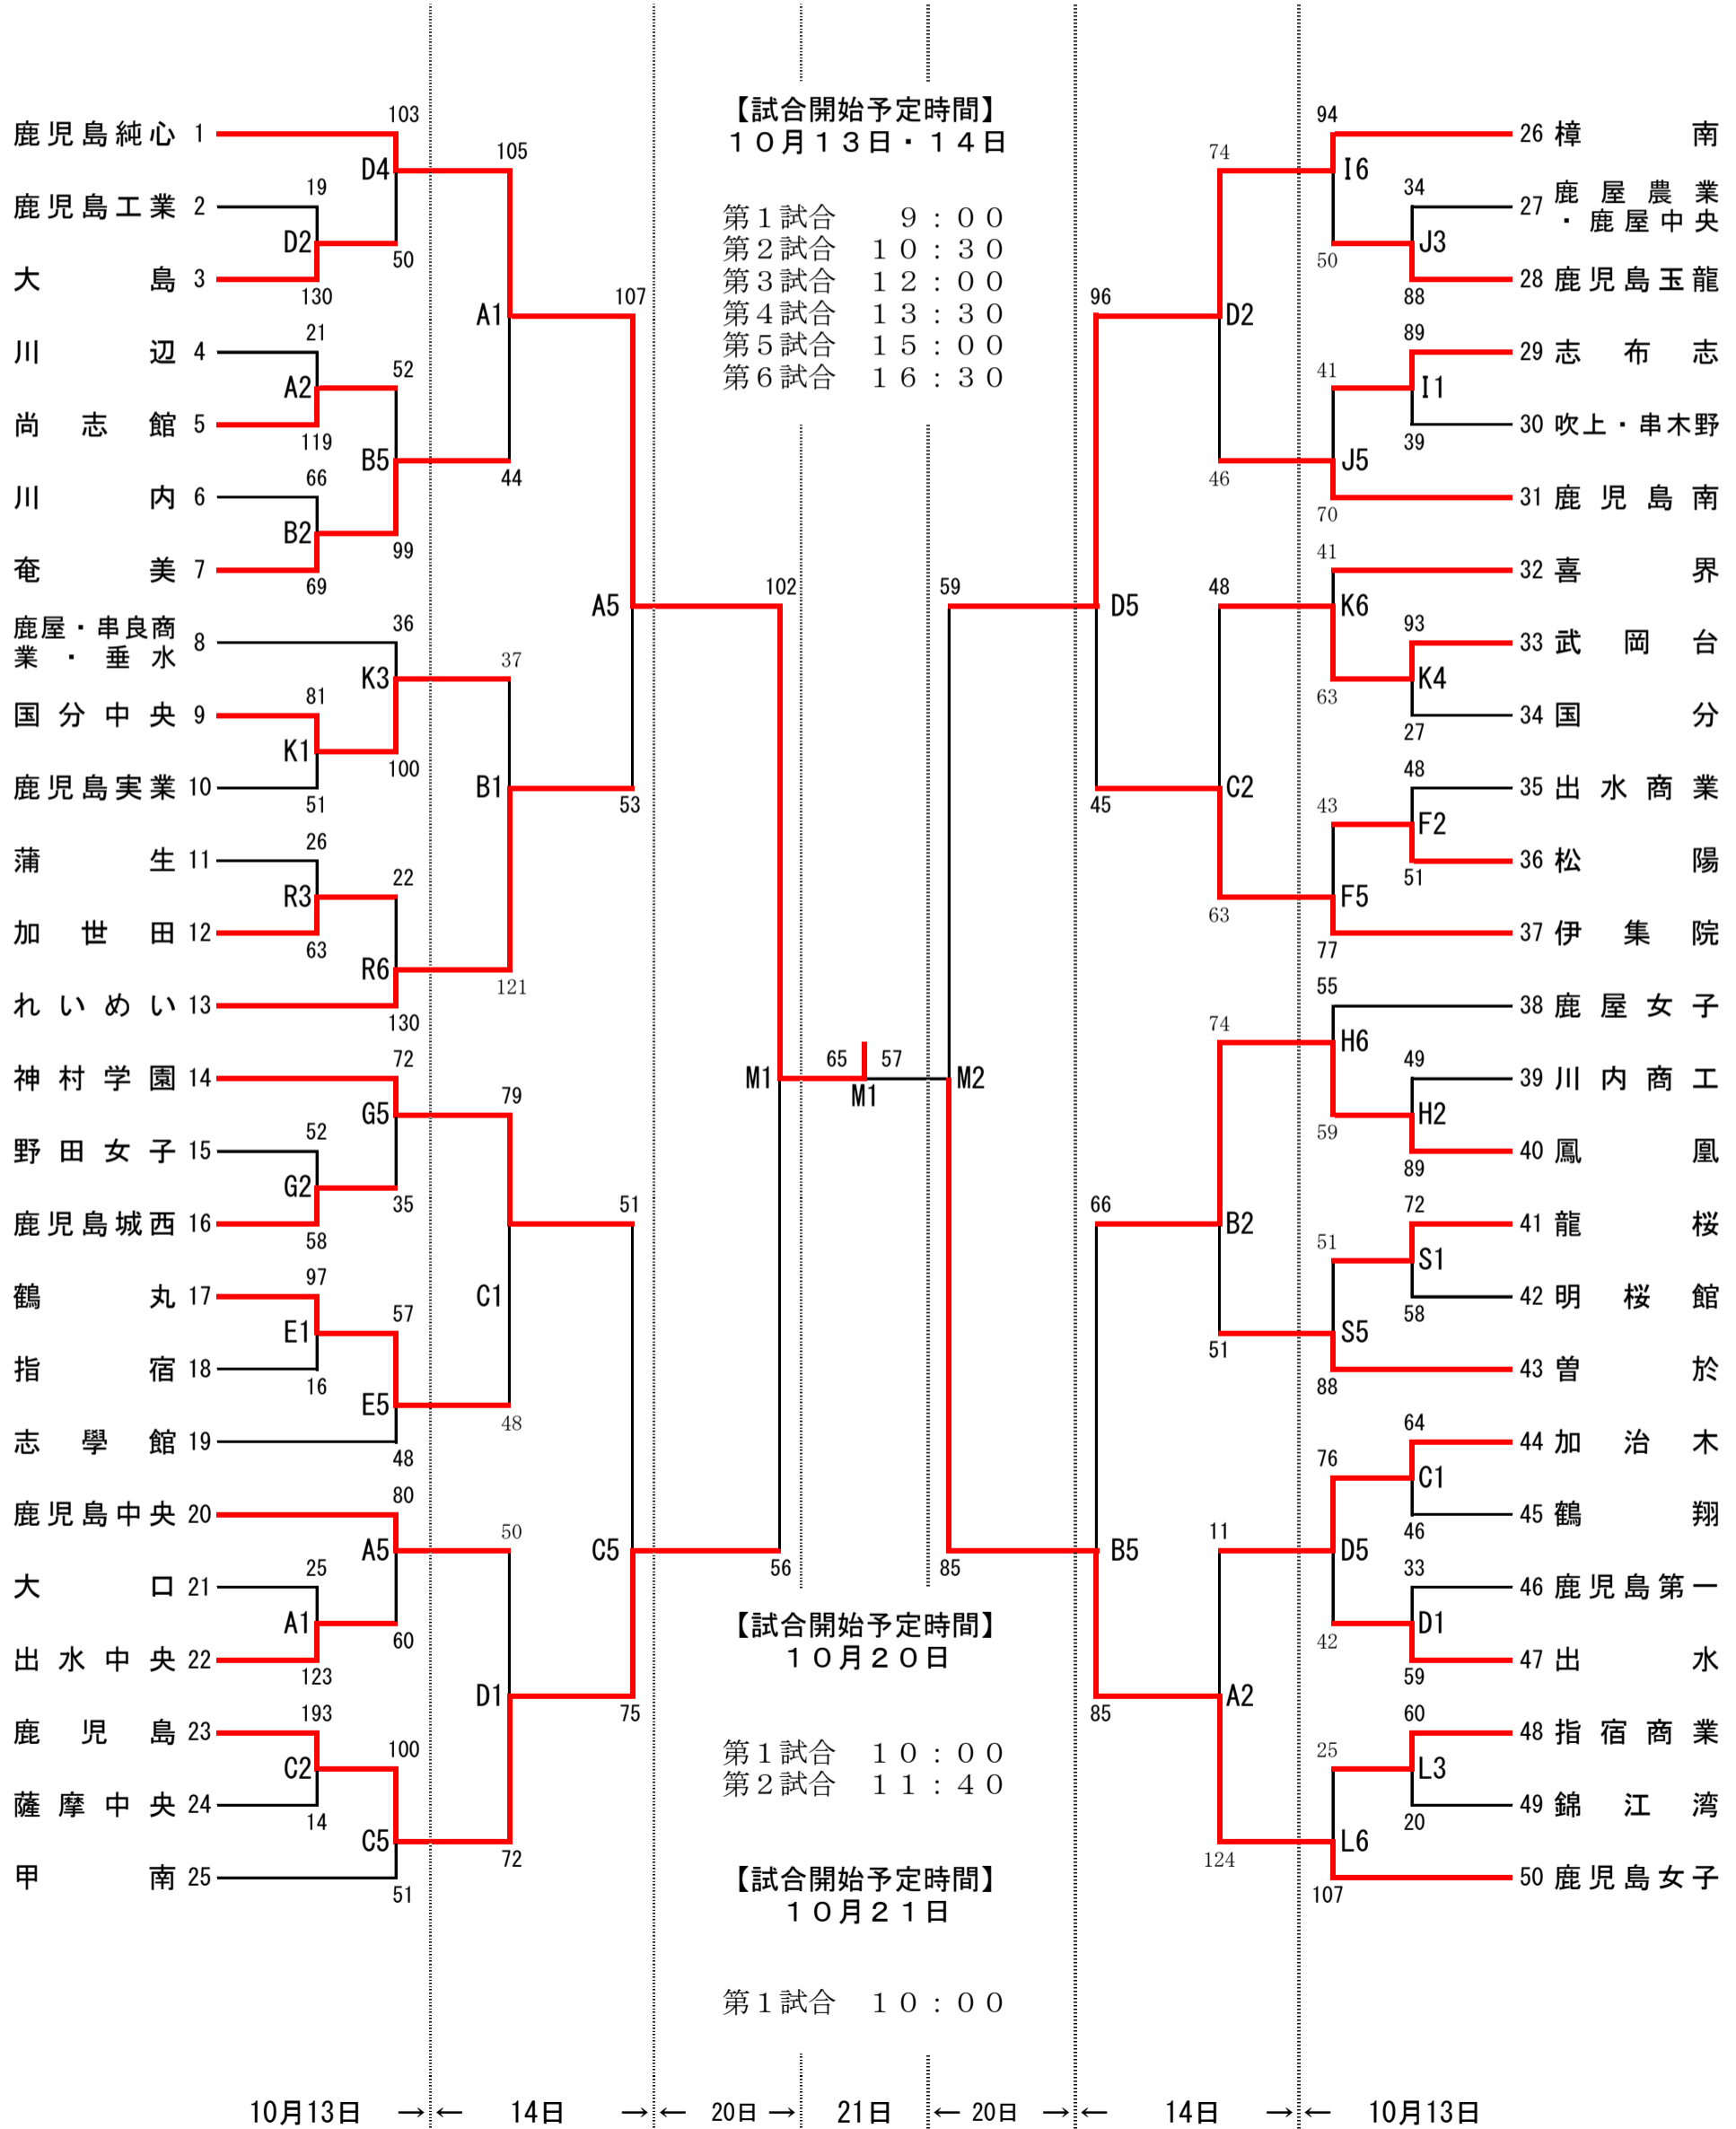 103
鹿児島純心 1
D4
105
19
鹿児島工業 2
D2
50
大島 3
130
A1
107
21
川辺 4
52
A2
尚志館 5
119
B5
44
66
川内 6
B2
99
奄美 7
69
A5
102
鹿屋・串良商
業・垂水 8
36
K3
37
81
国分中央 9
K1
100
鹿児島実業 10
51
B1
53
26
蒲生 11
22
R3
加世田 12
63
R6
121
れいめい 13
130
72
神村学園 14
M1
79
G5
52
野田女子 15
G2
35
51
鹿児島城西 16
58
97
鶴丸 17
57
C1
E1
指宿 18
16
E5
48
志學館 19
48
80
鹿児島中央 20
50
A5
C5
56
25
大口 21
A1
60
出水中央 22
123
D1
75
193
鹿児島 23
100
C2
薩摩中央 24
14
C5
72
甲南 25
51
【試合開始予定時間】
10月13日・14日
第1試合 9:00
第2試合 10:30
第3試合 12:00
第4試合 13:30
第5試合 15:00
第6試合 16:30
65 57
M1
【試合開始予定時間】
10月20日
第1試合 10:00
第2試合 11:40
【試合開始予定時間】
10月21日
第1試合 10:00
94
26 樟南
74
I6
34
27 鹿屋農業
・鹿屋中央
J3
50
28 鹿児島玉龍
88
96
D2
89
29 志布志
41
I1
30 吹上・串木野
39
J5
46
31 鹿児島南
70
41
32 喜界
59
D5
48
K6
93
33 武岡台
K4
63
34 国分
27
45
C2
48
35 出水商業
43
F2
36 松陽
51
F5
63
37 伊集院
77
55
38 鹿屋女子
74
H6
M2
49
39 川内商工
H2
59
40 鳳凰
89
66
B2
72
41 龍桜
51
S1
42 明桜館
58
S5
51
43 曽於
88
64
44 加治木
76
C1
45 鶴翔
46
85
B5
11
D5
33
46 鹿児島第一
D1
42
47 出水
59
85
A2
60
48 指宿商業
25
L3
49 錦江湾
20
L6
124
50 鹿児島女子
107
10月13日 →← 14日 →← 20日 → 21日 ← 20日 →← 14日 →← 10月13日